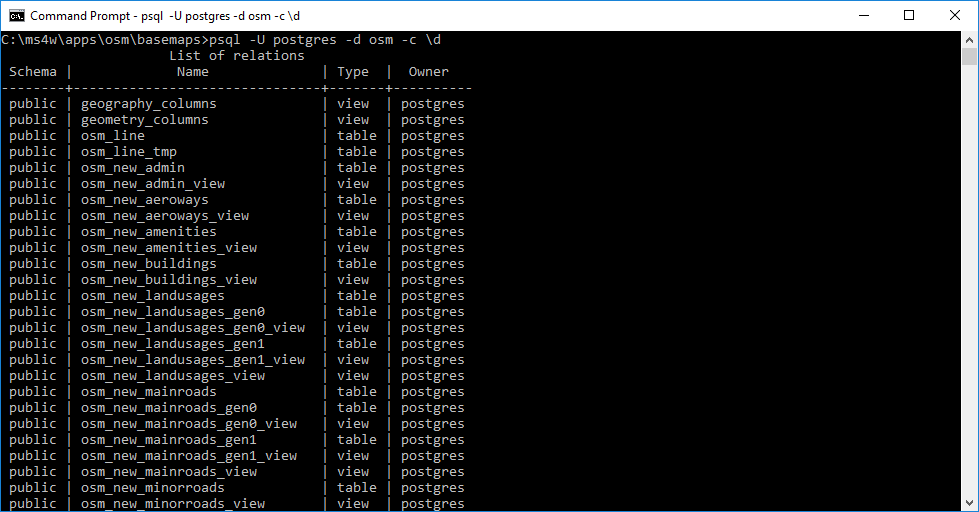 Command Prompt - psql  -U postgres -d osm -c \d
C:\ms4w\apps\osm\basemaps>psql -U postgres -d osm -c \d
                     List of relations
 Schema |             Name              | Type  |  Owner
--------+-------------------------------+-------+----------
 public | geography_columns             | view  | postgres
 public | geometry_columns              | view  | postgres
 public | osm_line                      | table | postgres
 public | osm_line_tmp                  | table | postgres
 public | osm_new_admin                 | table | postgres
 public | osm_new_admin_view            | view  | postgres
 public | osm_new_aeroways              | table | postgres
 public | osm_new_aeroways_view         | view  | postgres
 public | osm_new_amenities             | table | postgres
 public | osm_new_amenities_view        | view  | postgres
 public | osm_new_buildings             | table | postgres
 public | osm_new_buildings_view        | view  | postgres
 public | osm_new_landusages            | table | postgres
 public | osm_new_landusages_gen0       | table | postgres
 public | osm_new_landusages_gen0_view  | view  | postgres
 public | osm_new_landusages_gen1       | table | postgres
 public | osm_new_landusages_gen1_view  | view  | postgres
 public | osm_new_landusages_view       | view  | postgres
 public | osm_new_mainroads             | table | postgres
 public | osm_new_mainroads_gen0        | table | postgres
 public | osm_new_mainroads_gen0_view   | view  | postgres
 public | osm_new_mainroads_gen1        | table | postgres
 public | osm_new_mainroads_gen1_view   | view  | postgres
 public | osm_new_mainroads_view        | view  | postgres
 public | osm_new_minorroads            | table | postgres
 public | osm_new_minorroads_view       | view  | postgres